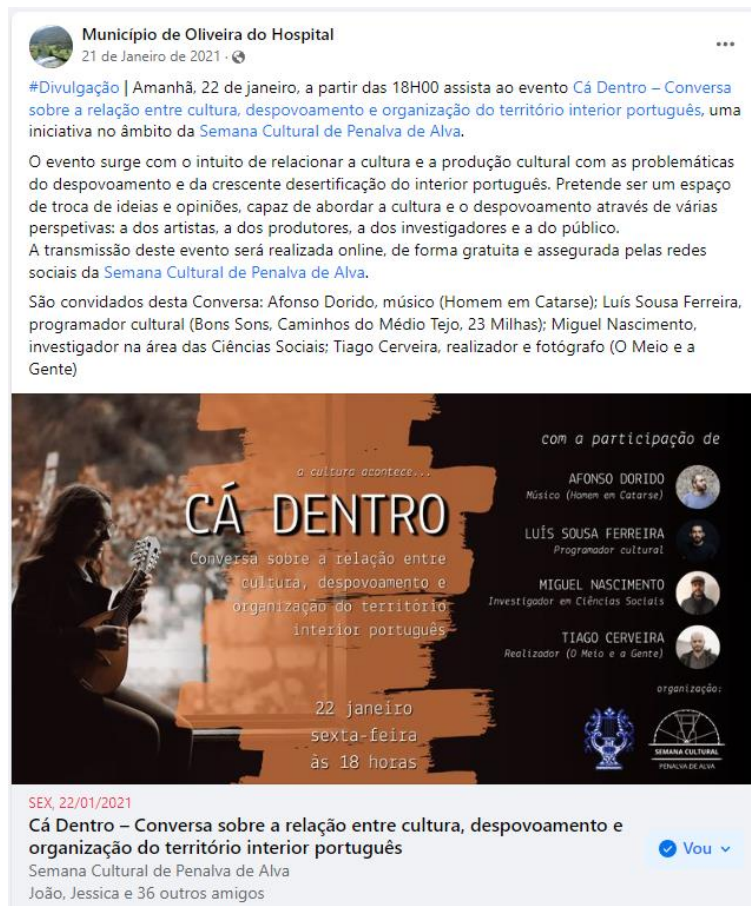 Município de Oliveira do Hospital
21 de Janeiro de 2021 ·
#Divulgação | Amanhã, 22 de janeiro, a partir das 18H00 assista ao evento Cá Dentro – Conversa
sobre a relação entre cultura, despovoamento e organização do território interior português, uma
iniciativa no âmbito da Semana Cultural de Penalva de Alva.
O evento surge com o intuito de relacionar a cultura e a produção cultural com as problemáticas
do despovoamento e da crescente desertificação do interior português. Pretende ser um espaço
de troca de ideias e opiniões, capaz de abordar a cultura e o despovoamento através de várias
perspetivas: a dos artistas, a dos produtores, a dos investigadores e a do público.
A transmissão deste evento será realizada online, de forma gratuita e assegurada pelas redes
sociais da Semana Cultural de Penalva de Alva.
São convidados desta Conversa: Afonso Dorido, músico (Homem em Catarse); Luís Sousa Ferreira,
programador cultural (Bons Sons, Caminhos do Médio Tejo, 23 Milhas); Miguel Nascimento,
investigador na área das Ciências Sociais; Tiago Cerveira, realizador e fotógrafo (O Meio e a
Gente)
a cultura acontece...
CÁ DENTRO
Conversa sobre a relação entre
cultura, despovoamento e
organização do território
interior português
22 janeiro
sexta-feira
às 18 horas
com a participação de
AFONSO DORIDO
Músico (Homem em Catarse)
LUÍS SOUSA FERREIRA
Programador cultural
MIGUEL NASCIMENTO
Investigador em Ciências Sociais
TIAGO CERVEIRA
Realizador (O Meio e a Gente)
organização:
SEMANA CULTURAL
PENALVA DE ALVA
SEX, 22/01/2021
Cá Dentro – Conversa sobre a relação entre cultura, despovoamento e
organização do território interior português
Semana Cultural de Penalva de Alva
João, Jessica e 36 outros amigos
Vou